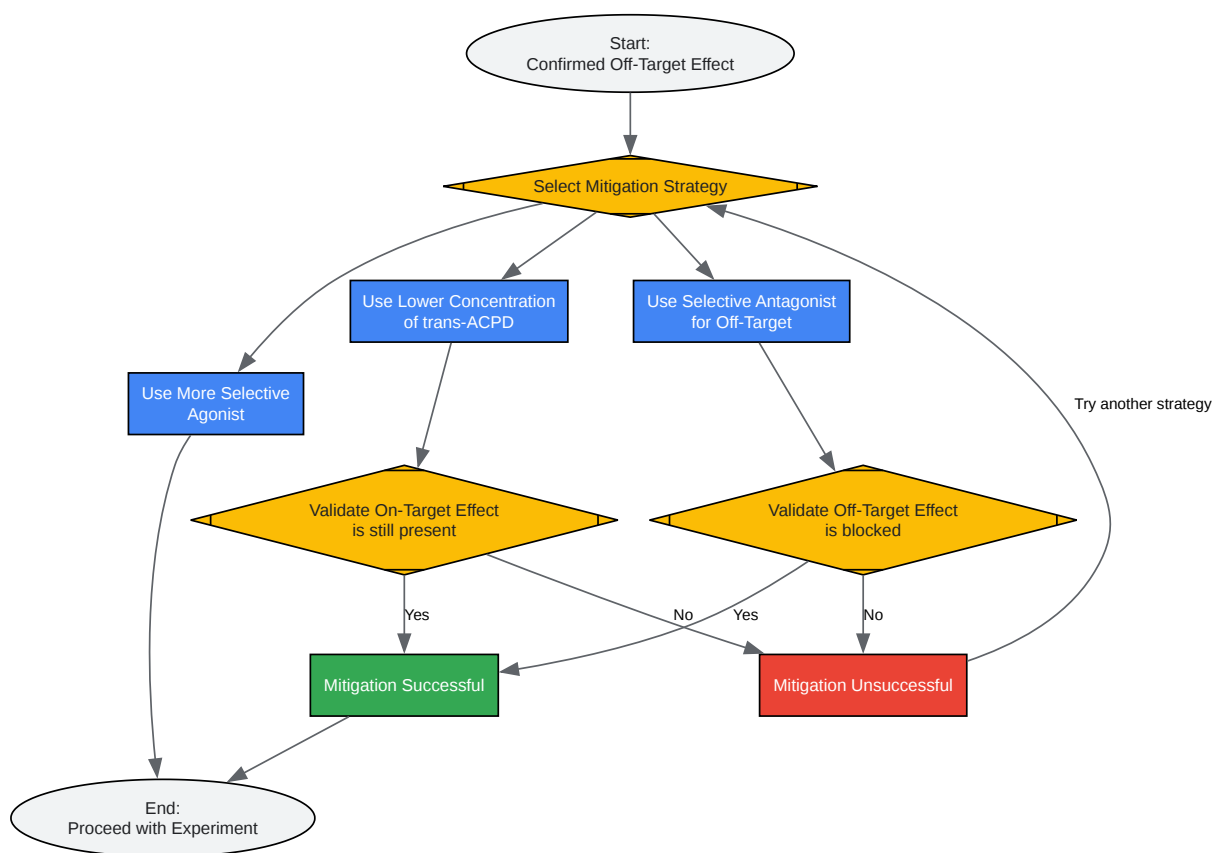 Start:
Confirmed Off-Target Effect
Select Mitigation Strategy
Use Lower Concentration
of trans-ACPD
Use Selective Antagonist
for Off-Target
Use More Selective
Agonist
Try another strategy
Validate On-Target Effect
is still present
Validate Off-Target Effect
is blocked
Yes
No
Yes
No
Mitigation Successful
Mitigation Unsuccessful
End:
Proceed with Experiment